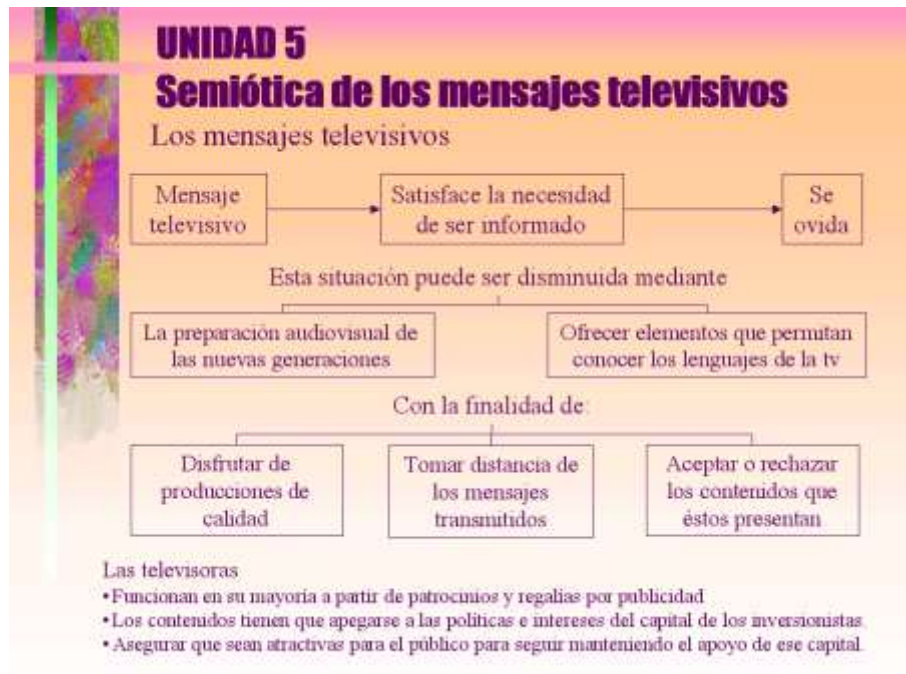 UNIDAD 5
Semiótica de los mensajes televisivos
Los mensajes televisivos
Mensaje
televisivo
Satisface la necesidad
de ser informado
Se
ovida
Esta situación puede ser disminuida mediante
La preparación audiovisual de
las nuevas generaciones
Ofrecer elementos que permitan
conocer los lenguajes de la tv
Con la finalidad de:
Disfrutar de
producciones de
calidad
Tomar distancia de
los mensajes
transmitidos
Aceptar o rechazar
los contenidos que
éstos presentan
Las televisoras
•Funcionan en su mayoría a partir de patrocinios y regalías por publicidad
•Los contenidos tienen que apegarse a las políticas e intereses del capital de los inversionistas.
•Asegurar que sean atractivas para el público para seguir manteniendo el apoyo de ese capital.